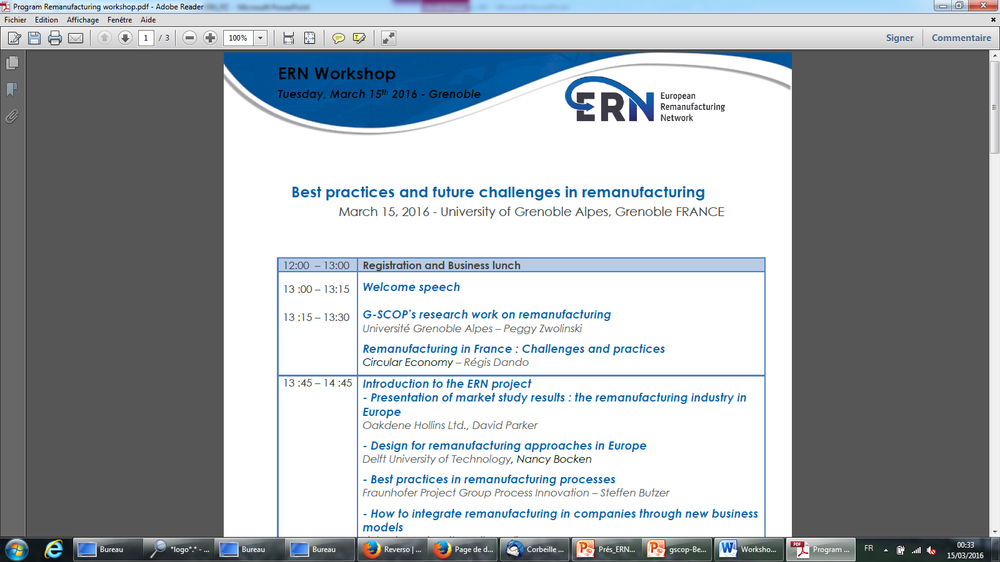 Program Remanufacturing workshop.pdf - Adobe Reader
Fichier Edition Affichage Fenêtre Aide
1 / 3 100% Signer Commentaire
ERN Workshop
Tuesday, March 15th 2016 - Grenoble
ERN European
Remanufacturing
Network
Best practices and future challenges in remanufacturing
March 15, 2016 - University of Grenoble Alpes, Grenoble FRANCE
12:00 – 13:00 Registration and Business lunch
13 :00 – 13:15 Welcome speech
13 :15 – 13:30 G-SCOP's research work on remanufacturing
Université Grenoble Alpes – Peggy Zwolinski
Remanufacturing in France : Challenges and practices
Circular Economy – Régis Dando
13 :45 – 14 :45 Introduction to the ERN project
- Presentation of market study results : the remanufacturing industry in
Europe
Oakdene Hollins Ltd., David Parker
- Design for remanufacturing approaches in Europe
Delft University of Technology, Nancy Bocken
- Best practices in remanufacturing processes
Fraunhofer Project Group Process Innovation – Steffen Butzer
- How to integrate remanufacturing in companies through new business
models
Bureau *logo*.* - ... Bureau Bureau Reverso | ... Page de d... Corbeille ... Prés_ERN... gscop-Be... Worksho... Program ... FR 00:33
15/03/2016